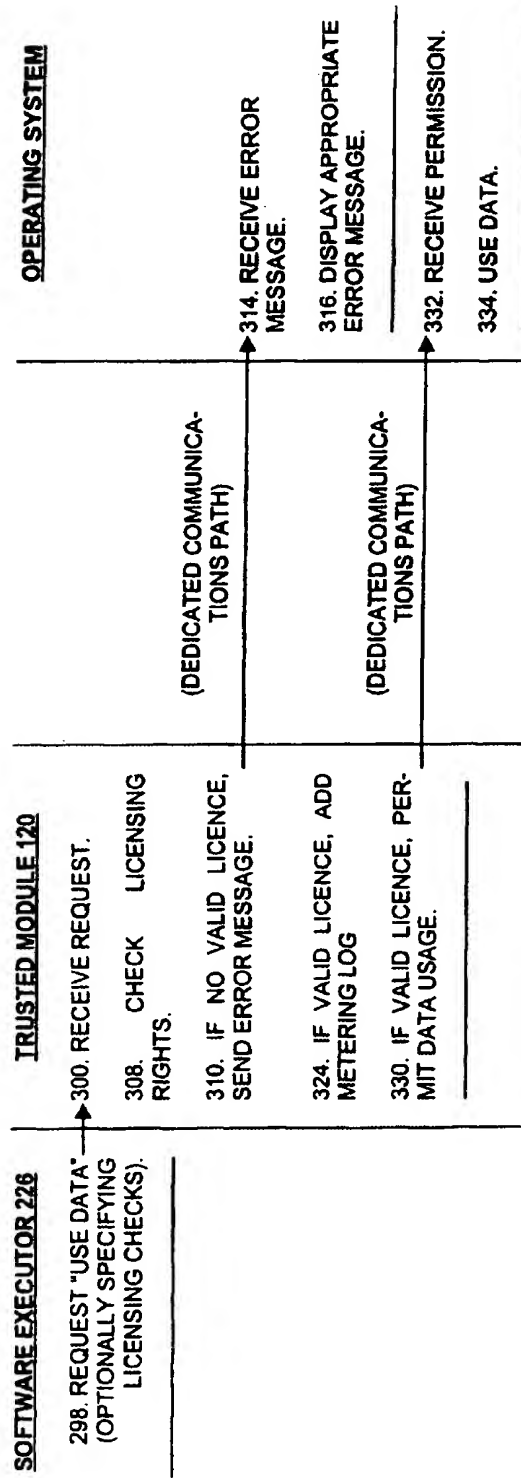 SOFTWARE EXECUTOR 226
298. REQUEST "USE DATA"
(OPTIONALLY SPECIFYING
LICENSING CHECKS).
TRUSTED MODULE 120
300. RECEIVE REQUEST.
308. CHECK LICENSING
RIGHTS.
310. IF NO VALID LICENCE,
SEND ERROR MESSAGE.
324. IF VALID LICENCE, ADD
METERING LOG
330. IF VALID LICENCE, PER-
MIT DATA USAGE.
(DEDICATED COMMUNICA-
TIONS PATH)
(DEDICATED COMMUNICA-
TIONS PATH)
OPERATING SYSTEM
314. RECEIVE ERROR
MESSAGE.
316. DISPLAY APPROPRIATE
ERROR MESSAGE.
332. RECEIVE PERMISSION.
334. USE DATA.